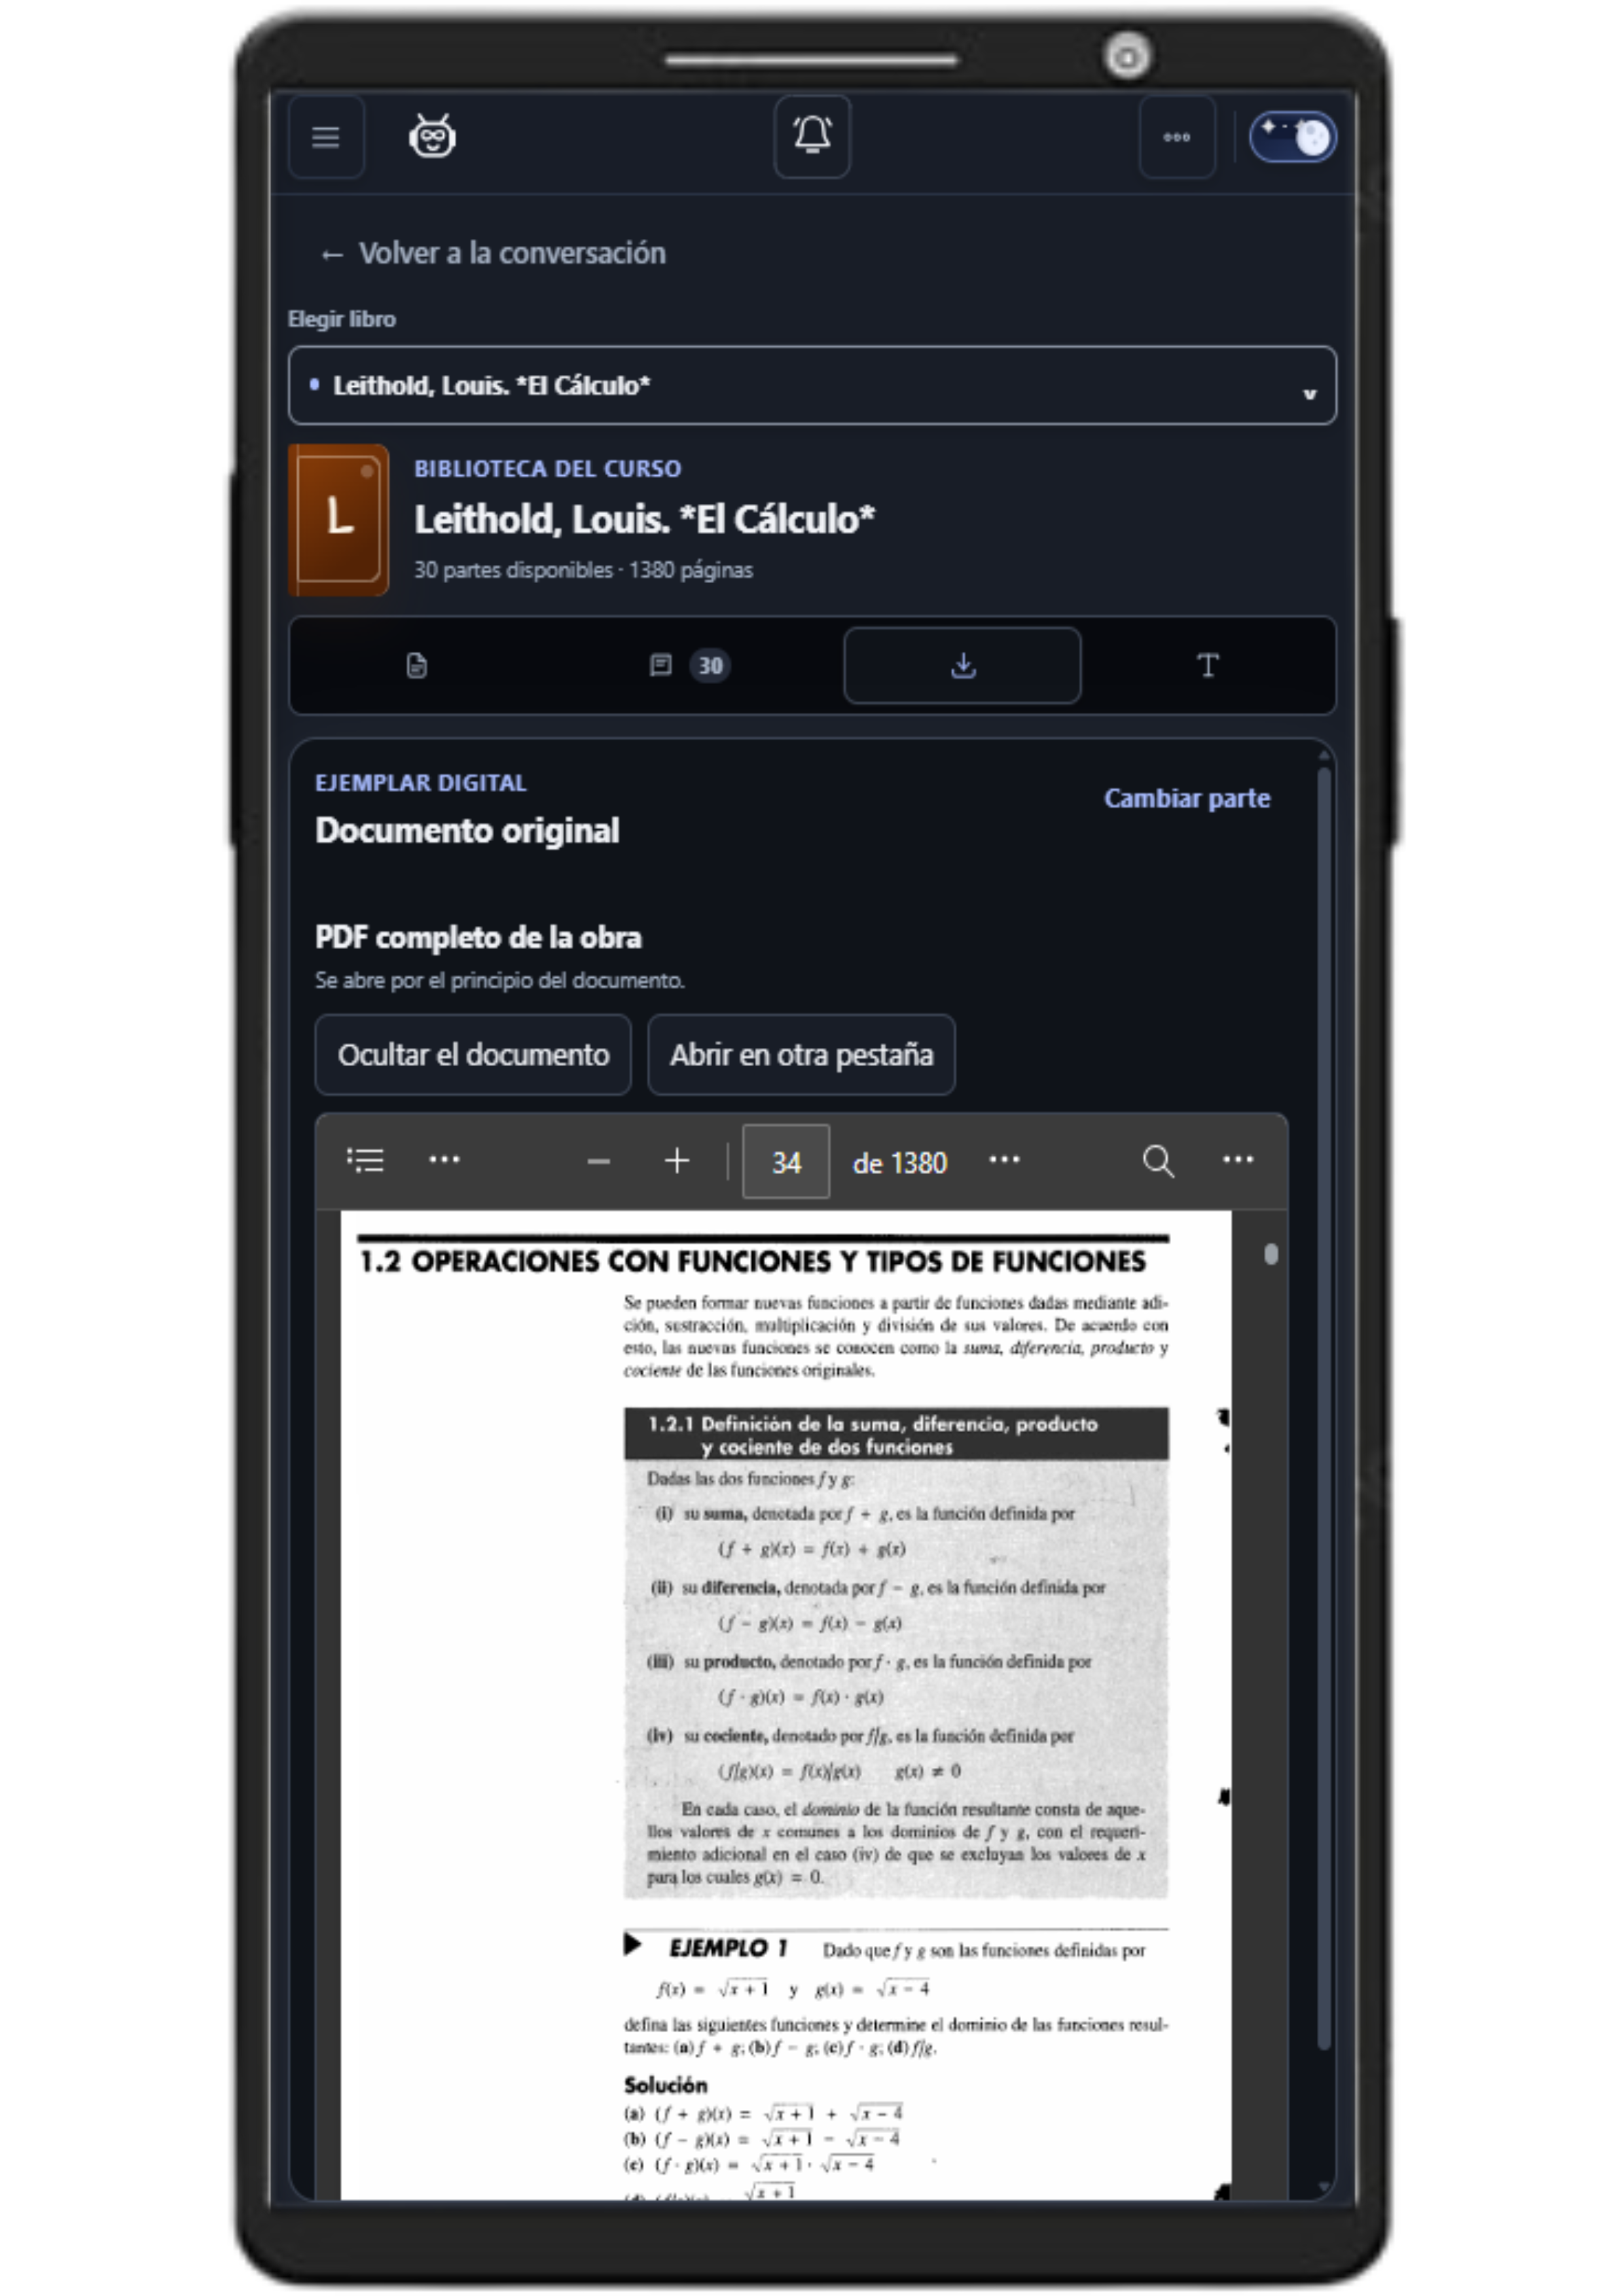 ← Volver a la conversación
Elegir libro
Leithold, Louis. *El Cálculo*
L
BIBLIOTECA DEL CURSO
Leithold, Louis. *El Cálculo*
30 partes disponibles · 1380 páginas
30
EJEMPLAR DIGITAL
Cambiar parte
Documento original
PDF completo de la obra
Se abre por el principio del documento.
Ocultar el documento
Abrir en otra pestaña
34 de 1380
1.2 OPERACIONES CON FUNCIONES Y TIPOS DE FUNCIONES
Se pueden formar nuevas funciones a partir de funciones dadas mediante adi-
ción, sustracción, multiplicación y división de sus valores. De acuerdo con
esto, las nuevas funciones se conocen como la suma, diferencia, producto y
cociente de las funciones originales.
1.2.1 Definición de la suma, diferencia, producto
y cociente de dos funciones
Dadas las dos funciones f y g:
(i) su suma, denotada por f + g, es la función definida por
(f + g)(x) = f(x) + g(x)
(ii) su diferencia, denotada por f − g, es la función definida por
(f − g)(x) = f(x) − g(x)
(iii) su producto, denotado por f · g, es la función definida por
(f · g)(x) = f(x) · g(x)
(iv) su cociente, denotado por f/g, es la función definida por
(f/g)(x) = f(x)/g(x) g(x) ≠ 0
En cada caso, el dominio de la función resultante consta de aque-
llos valores de x comunes a los dominios de f y g, con el requeri-
miento adicional en el caso (iv) de que se excluyan los valores de x
para los cuales g(x) = 0.
EJEMPLO 1 Dado que f y g son las funciones definidas por
f(x) = √x + 1 y g(x) = √x − 4
defina las siguientes funciones y determine el dominio de las funciones resul-
tantes: (a) f + g; (b) f − g; (c) f · g; (d) f/g.
Solución
(a) (f + g)(x) = √x + 1 + √x − 4
(b) (f − g)(x) = √x + 1 − √x − 4
(c) (f · g)(x) = √x + 1 · √x − 4
√x + 1